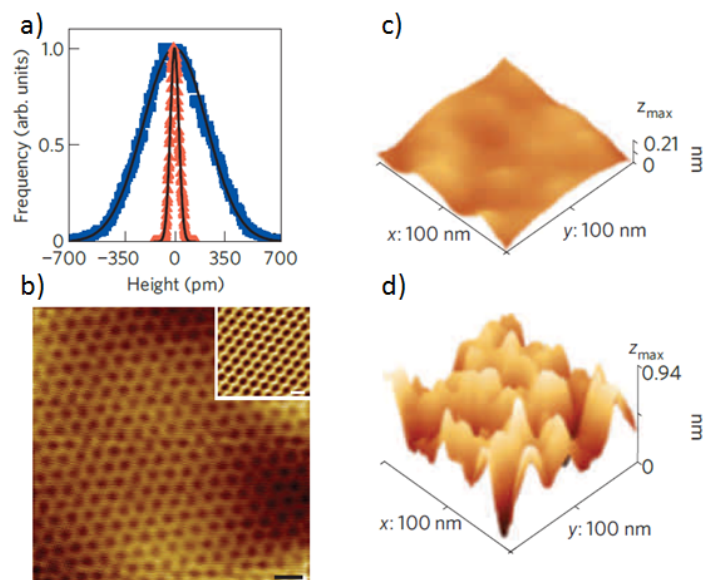 a)
Frequency (arb. units)
1.0
0.5
0
−700
−350
0
350
700
Height (pm)
b)
c)
z max
0.21
0
nm
x: 100 nm
y: 100 nm
d)
z max
0.94
0
nm
x: 100 nm
y: 100 nm